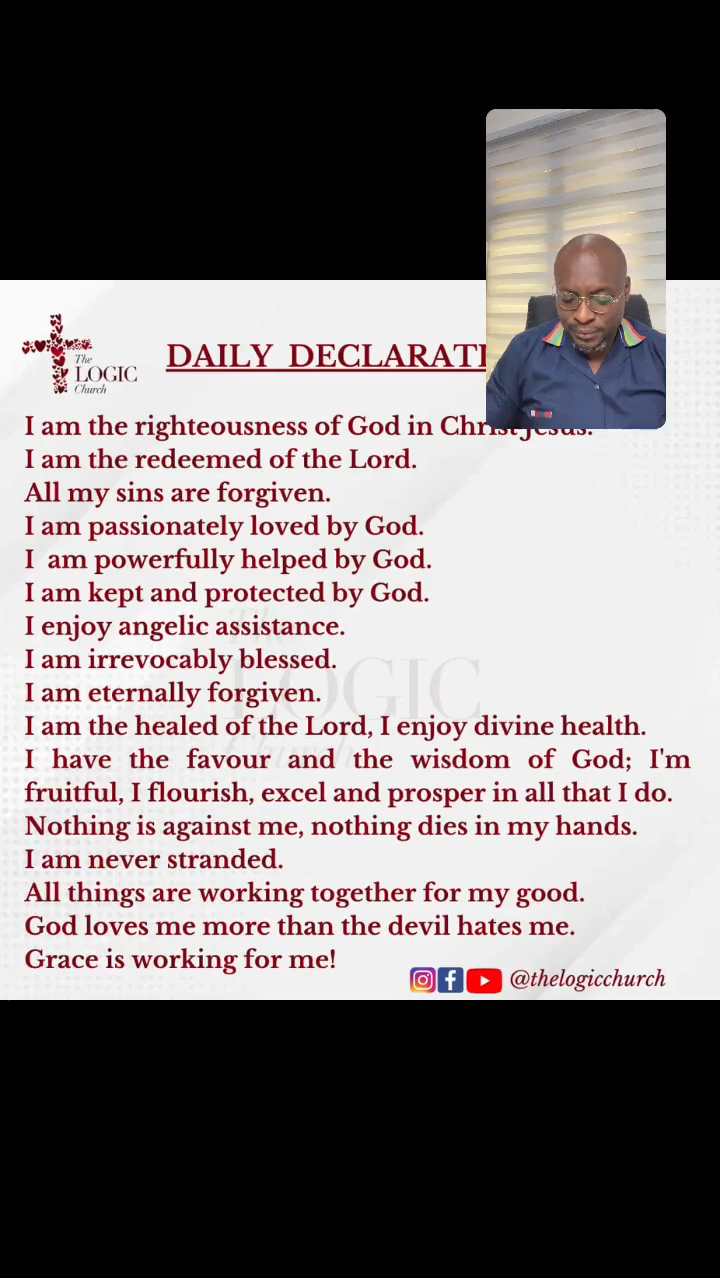 The
LOGIC
Church
DAILY DECLARATI
I am the righteousness of God in Christ Jesus.
I am the redeemed of the Lord.
All my sins are forgiven.
I am passionately loved by God.
I am powerfully helped by God.
I am kept and protected by God.
I enjoy angelic assistance.
I am irrevocably blessed.
I am eternally forgiven.
I am the healed of the Lord, I enjoy divine health.
I have the favour and the wisdom of God; I'm
fruitful, I flourish, excel and prosper in all that I do.
Nothing is against me, nothing dies in my hands.
I am never stranded.
All things are working together for my good.
God loves me more than the devil hates me.
Grace is working for me!
@thelogicchurch
The
LOGIC
Church